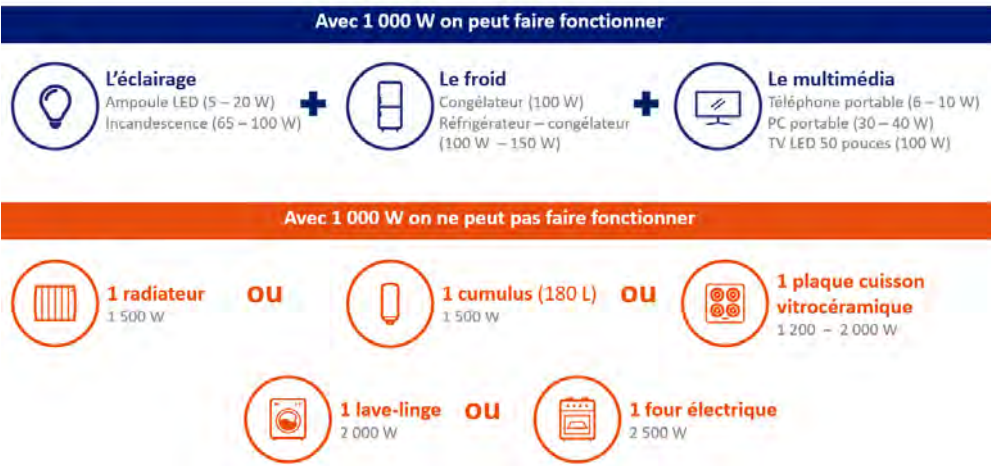 Avec 1 000 W on peut faire fonctionner
L'éclairage
Ampoule LED (5 – 20 W)
Incandescence (65 – 100 W)
+
Le froid
Congélateur (100 W)
Réfrigérateur – congélateur
(100 W – 150 W)
+
Le multimédia
Téléphone portable (6 – 10 W)
PC portable (30 – 40 W)
TV LED 50 pouces (100 W)
Avec 1 000 W on ne peut pas faire fonctionner
1 radiateur
1 500 W
ou
1 cumulus (180 L)
1 500 W
ou
1 plaque cuisson
vitrocéramique
1 200 – 2 000 W
1 lave-linge
2 000 W
ou
1 four électrique
2 500 W